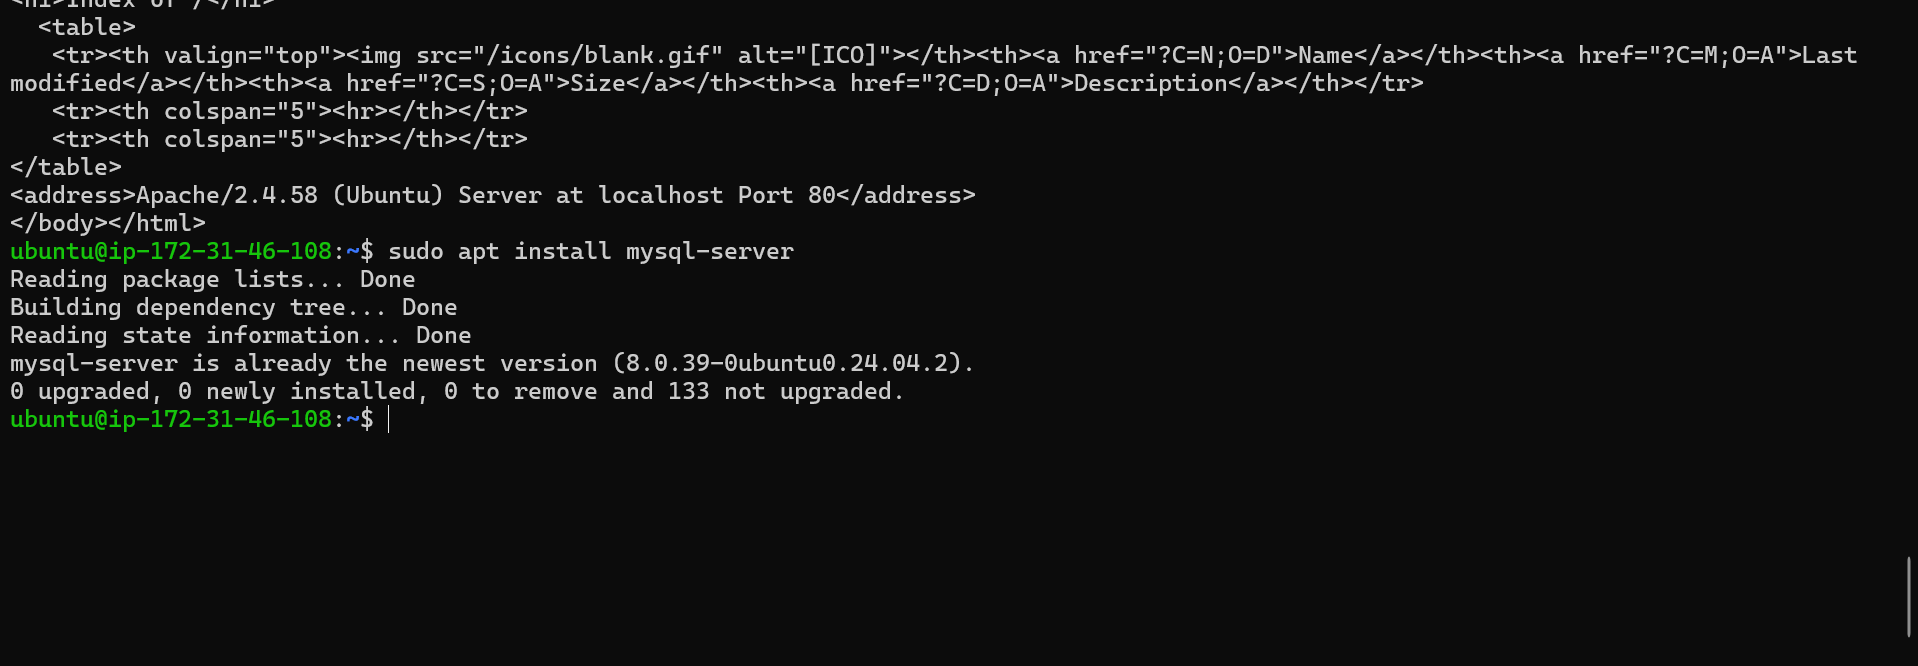 <h1>Index of /</h1>
  <table>
   <tr><th valign="top"><img src="/icons/blank.gif" alt="[ICO]"></th><th><a href="?C=N;O=D">Name</a></th><th><a href="?C=M;O=A">Last
modified</a></th><th><a href="?C=S;O=A">Size</a></th><th><a href="?C=D;O=A">Description</a></th></tr>
   <tr><th colspan="5"><hr></th></tr>
   <tr><th colspan="5"><hr></th></tr>
</table>
<address>Apache/2.4.58 (Ubuntu) Server at localhost Port 80</address>
</body></html>
ubuntu@ip-172-31-46-108:~$ sudo apt install mysql-server
Reading package lists... Done
Building dependency tree... Done
Reading state information... Done
mysql-server is already the newest version (8.0.39-0ubuntu0.24.04.2).
0 upgraded, 0 newly installed, 0 to remove and 133 not upgraded.
ubuntu@ip-172-31-46-108:~$